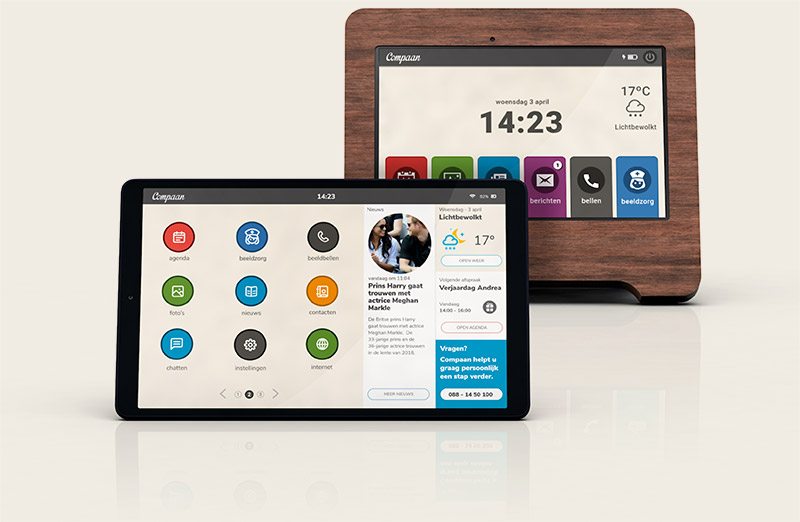 Compaan
woensdag 3 april
14:23
17°C
Lichtbewolkt
1
berichten
bellen
beeldzorg
Compaan
14:23
82%
agenda
beeldzorg
beeldbellen
foto's
nieuws
contacten
chatten
instellingen
internet
1 2 3
Nieuws
vandaag om 11:04
Prins Harry gaat
trouwen met
actrice Meghan
Markle
De Britse prins Harry
gaat trouwen met actrice
Meghan Markle. De
33-jarige prins en de
36-jarige actrice trouwen
in de lente van 2018.
MEER NIEUWS
Woensdag - 3 april
Lichtbewolkt
17°
OPEN WEER
Volgende afspraak
Verjaardag Andrea
Vandaag
14:00 - 16:00
OPEN AGENDA
Vragen?
Compaan helpt u
graag persoonlijk
een stap verder.
088 - 14 50 100